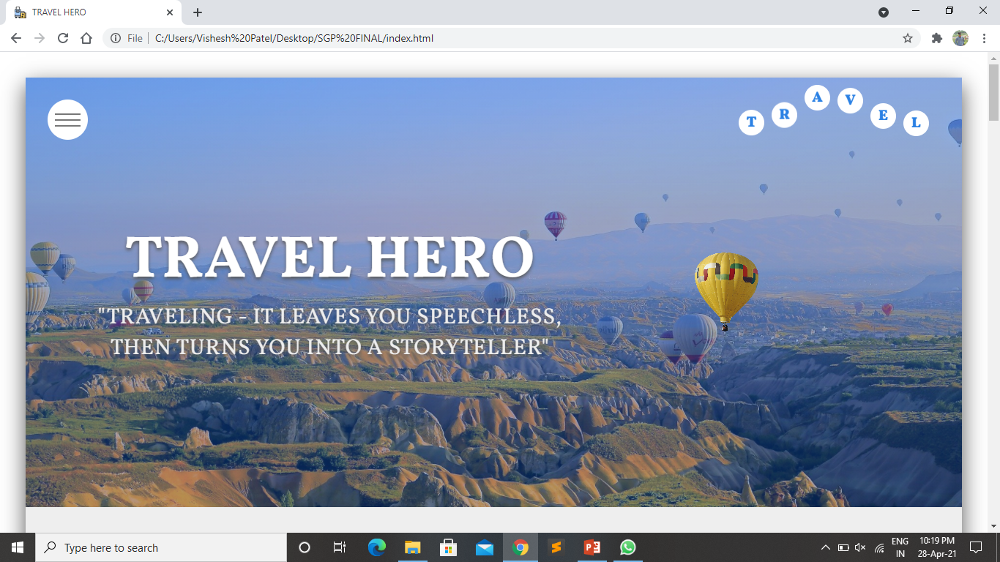 TRAVEL HERO
File
C:/Users/Vishesh%20Patel/Desktop/SGP%20FINAL/index.html
TRAVEL
TRAVEL HERO
"TRAVELING - IT LEAVES YOU SPEECHLESS,
THEN TURNS YOU INTO A STORYTELLER"
Type here to search
ENG
IN
10:19 PM
28-Apr-21